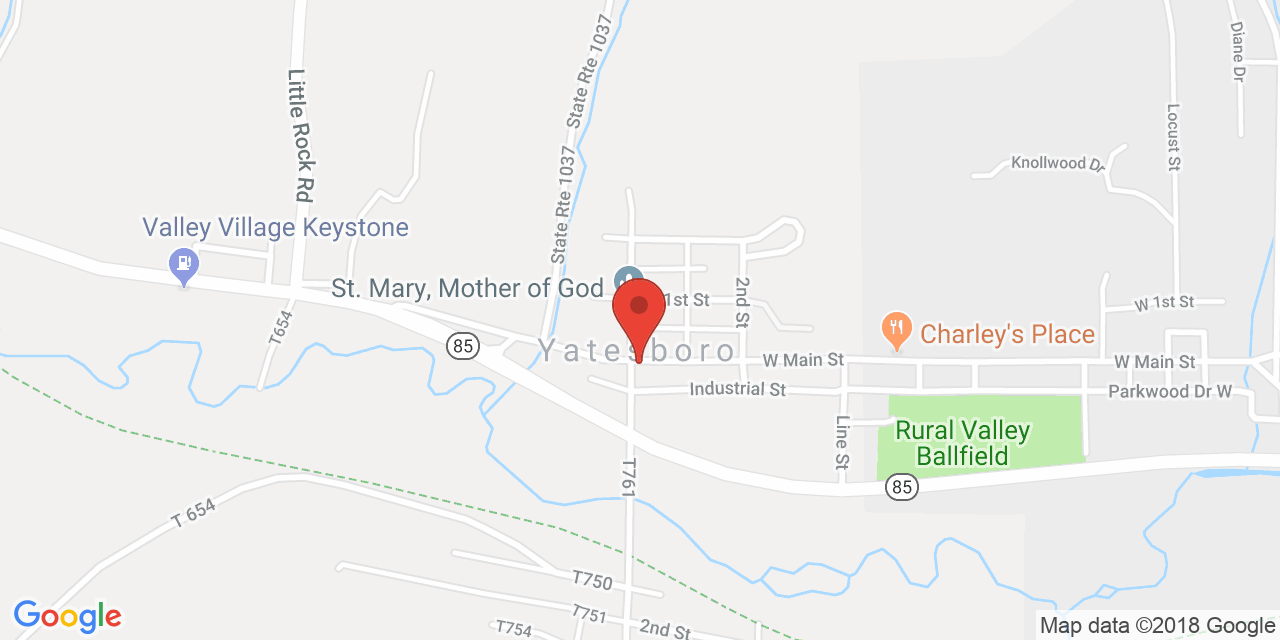 Diane Dr
State Rte 1037
Little Rock Rd
Locust St
State Rte 1037
Knollwood Dr
Valley Village Keystone
St. Mary, Mother of God
1st St
2nd St
W 1st St
T654
85
Charley's Place
Yatesboro
W Main St
W Main St
Industrial St
Parkwood Dr W
Line St
Rural Valley
Ballfield
T761
85
T 654
T750
T751
T754
2nd St
Google
Map data ©2018 Google